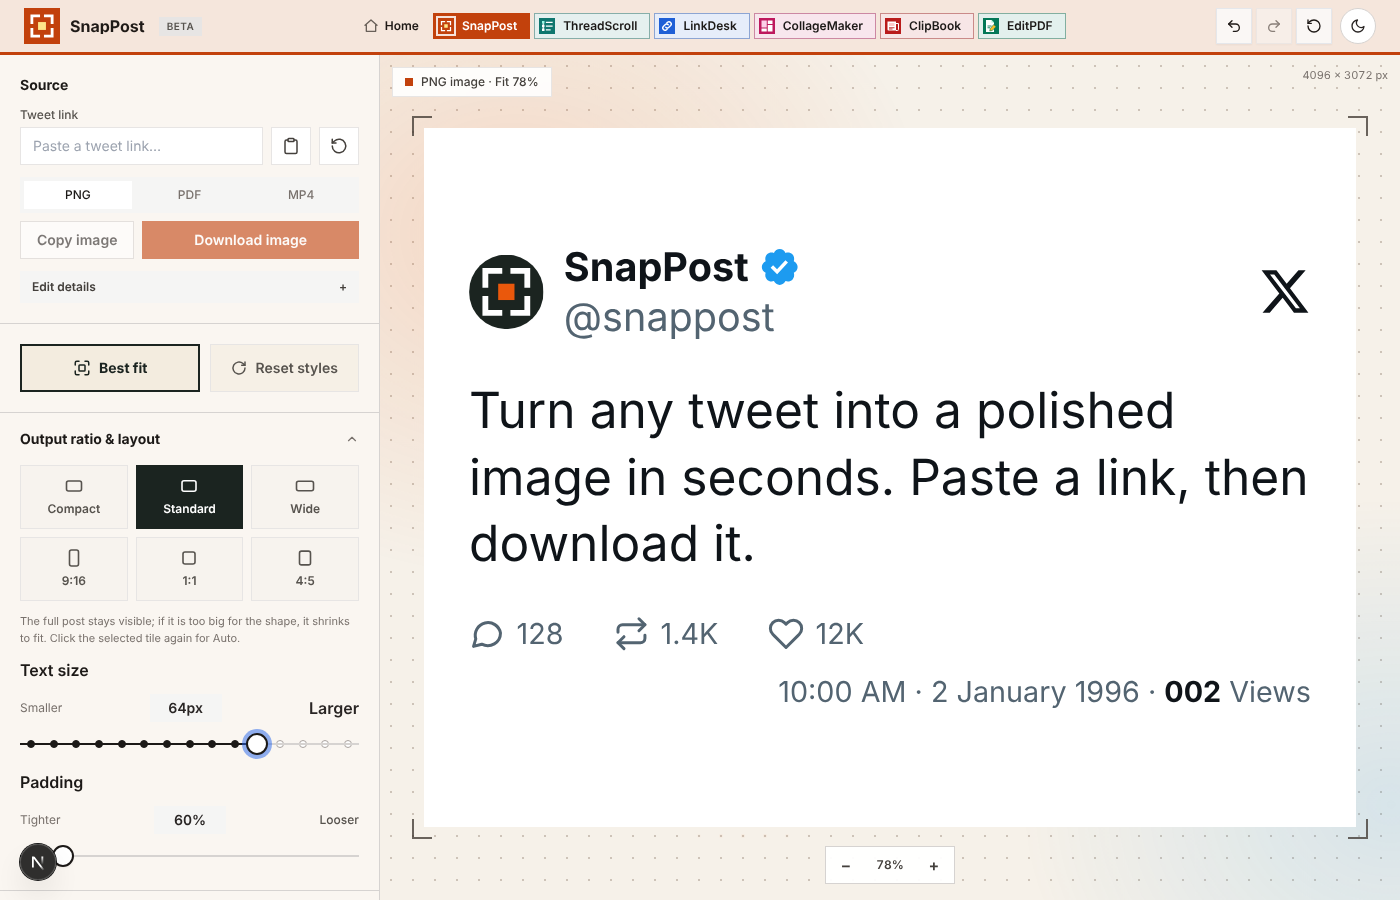 SnapPost BETA
Home SnapPost ThreadScroll LinkDesk CollageMaker ClipBook EditPDF
Source
Tweet link
Paste a tweet link...
PNG PDF MP4
Copy image Download image
Edit details +
Best fit Reset styles
Output ratio & layout
Compact Standard Wide
9:16 1:1 4:5
The full post stays visible; if it is too big for the shape, it shrinks
to fit. Click the selected tile again for Auto.
Text size
Smaller 64px Larger
Padding
Tighter 60% Looser
N
PNG image · Fit 78%
4096 × 3072 px
SnapPost
@snappost
Turn any tweet into a polished
image in seconds. Paste a link, then
download it.
128 1.4K 12K
10:00 AM · 2 January 1996 · 002 Views
− 78% +